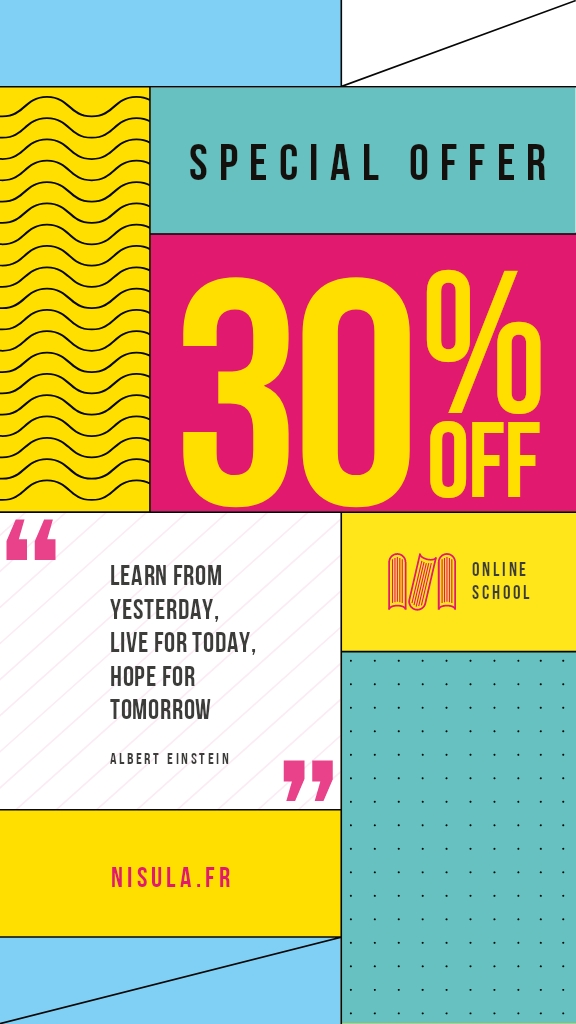 SPECIAL OFFER
30%
OFF
“
LEARN FROM
YESTERDAY,
LIVE FOR TODAY,
HOPE FOR
TOMORROW
ALBERT EINSTEIN
”
ONLINE
SCHOOL
NISULA.FR